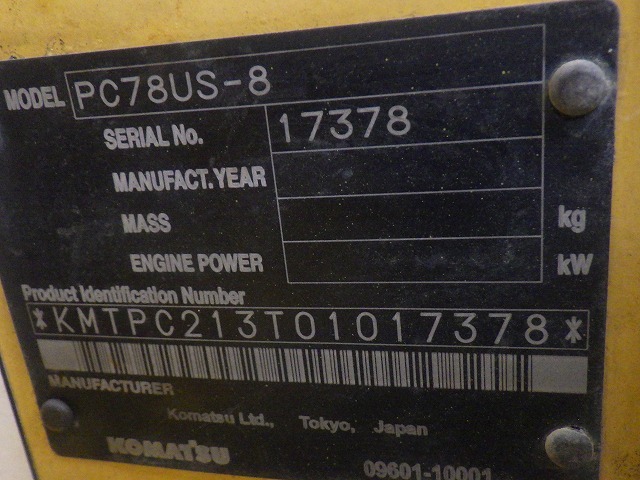 MODEL PC78US-8
SERIAL No. 17378
MANUFACT.YEAR
MASS kg
ENGINE POWER kW
Product Identification Number
*KMTPC213T01017378*
MANUFACTURER
Komatsu Ltd., Tokyo, Japan
KOMATSU
09601-10001